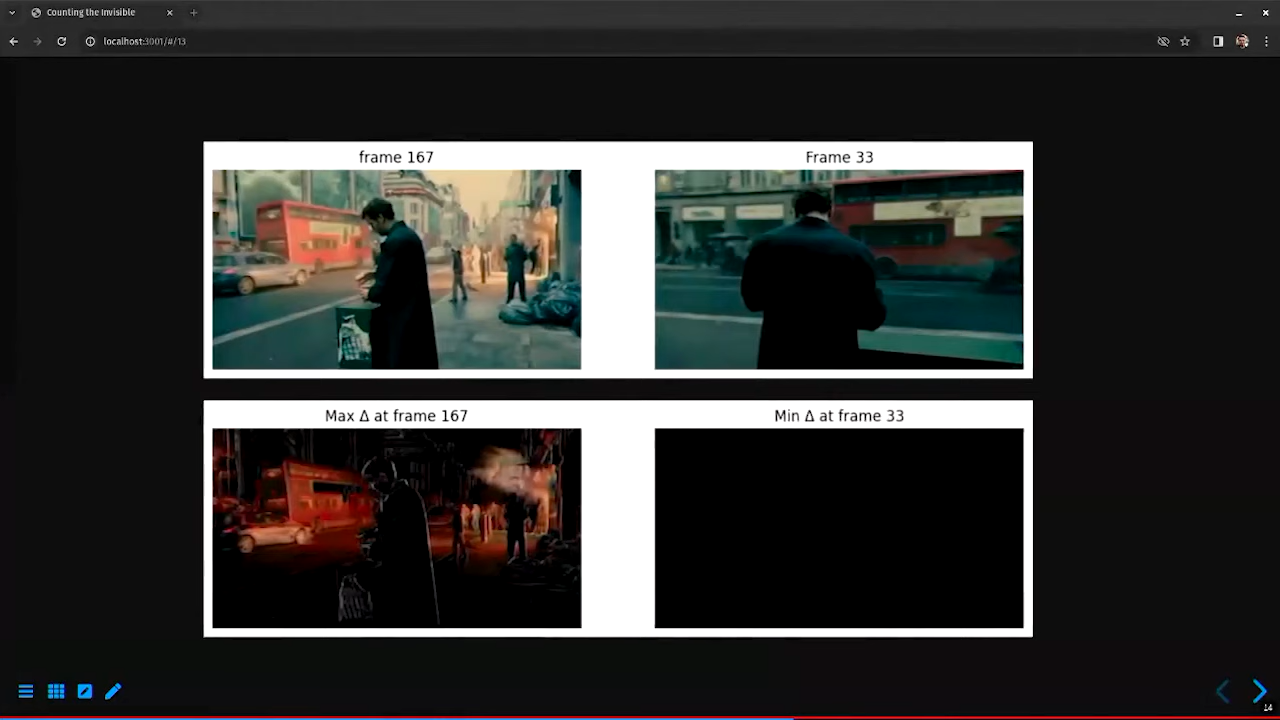 Counting the Invisible
localhost:3001/#/13
frame 167
Frame 33
Max Δ at frame 167
Min Δ at frame 33
14